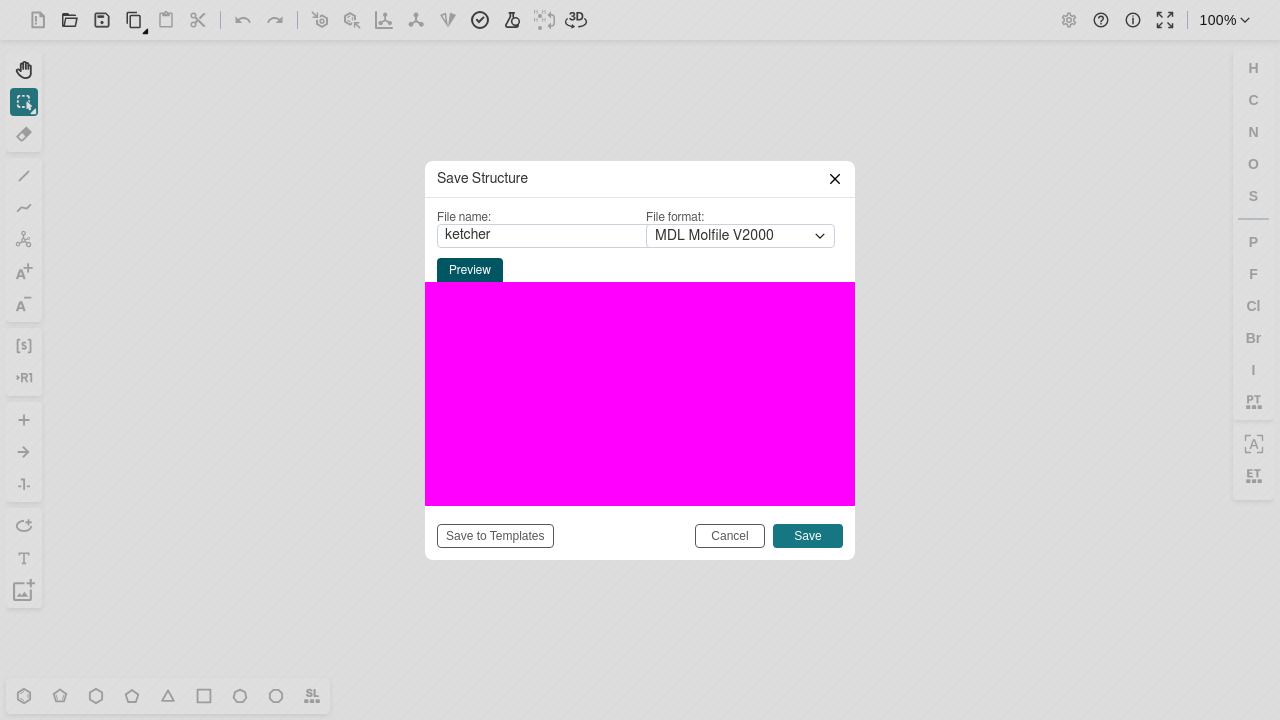 3D
100%
H
C
N
O
S
P
F
Cl
Br
I
PT
A
ET
A
A
S
R1
1
T
SL
Save Structure
File name:
File format:
ketcher
MDL Molfile V2000
Preview
Save to Templates
Cancel
Save